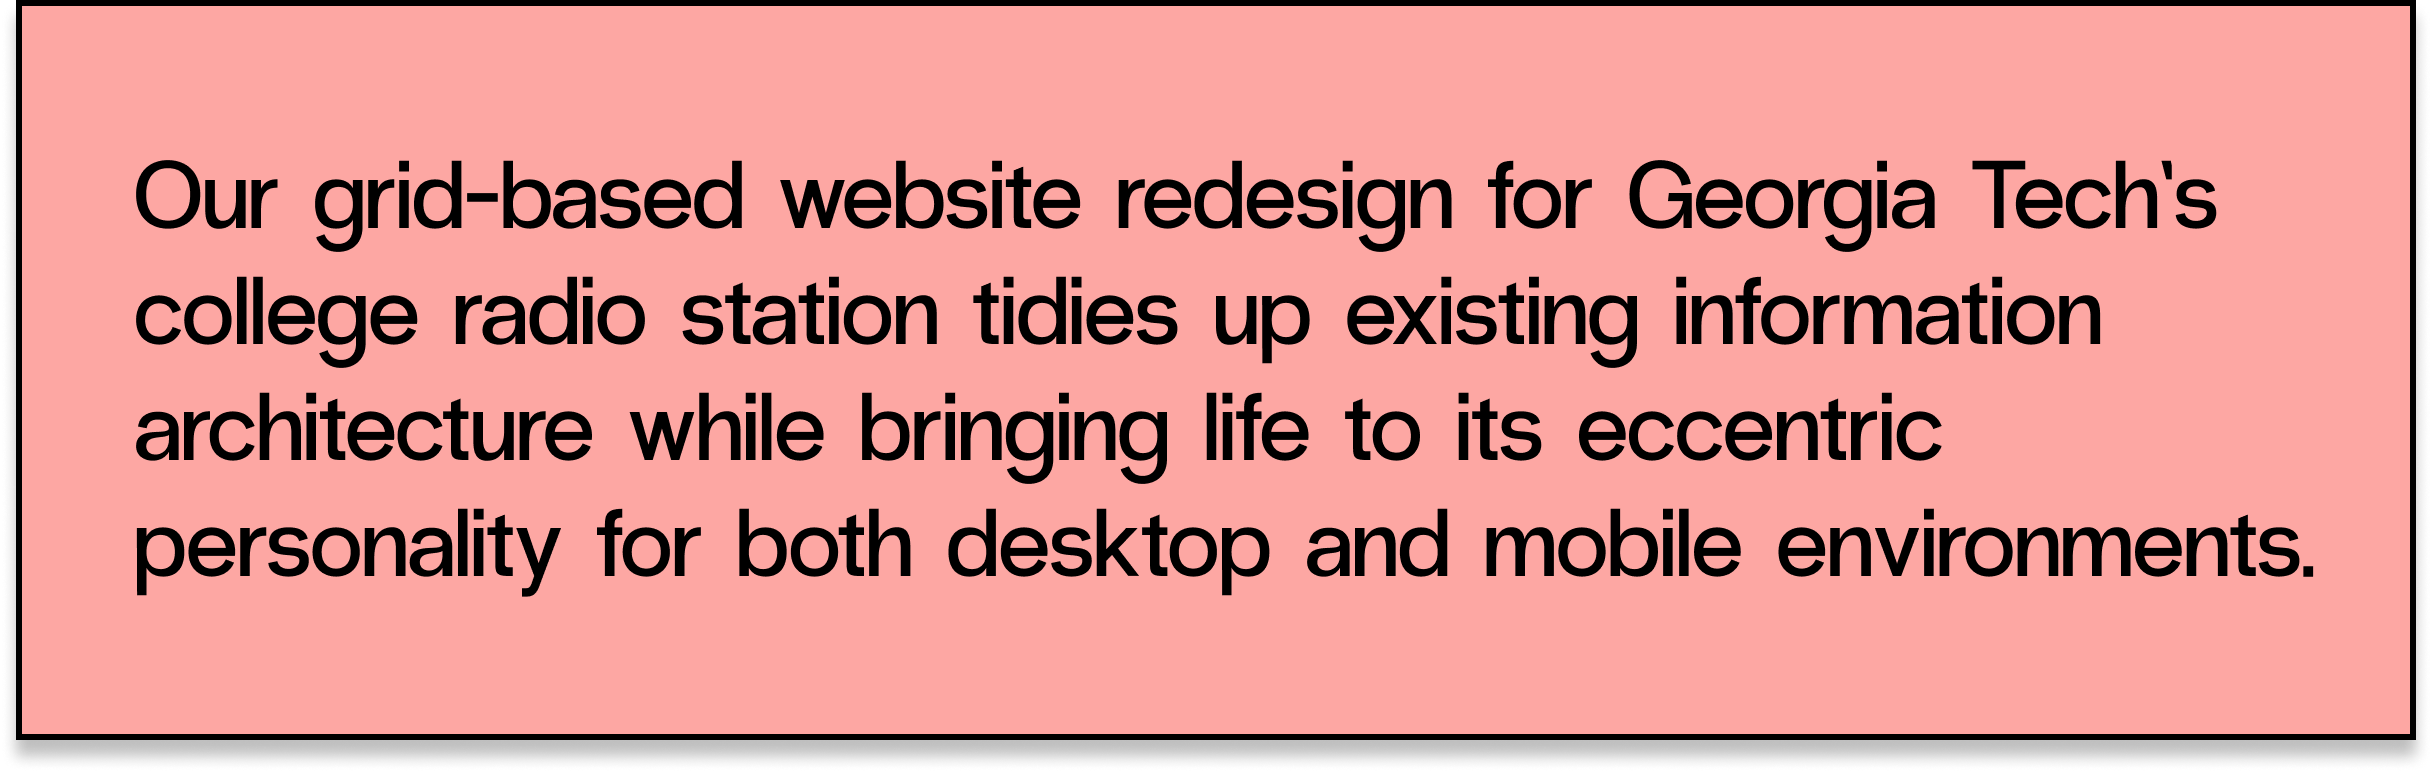 Our grid-based website redesign for Georgia Tech‛s
college radio station tidies up existing information
architecture while bringing life to its eccentric
personality for both desktop and mobile environments.